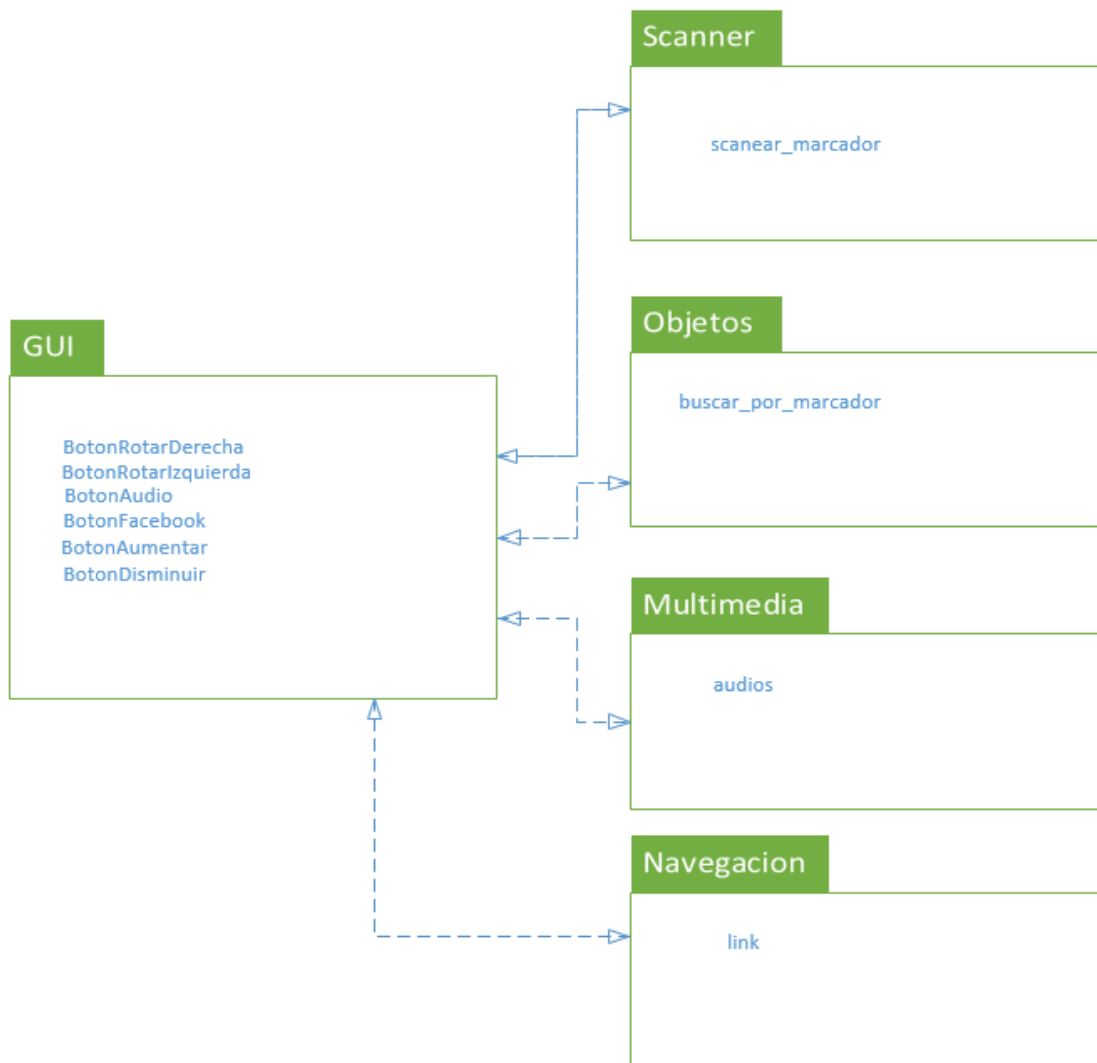 GUI
BotonRotarDerecha
BotonRotarIzquierda
BotonAudio
BotonFacebook
BotonAumentar
BotonDisminuir
Scanner
scanear_marcador
Objetos
buscar_por_marcador
Multimedia
audios
Navegacion
link